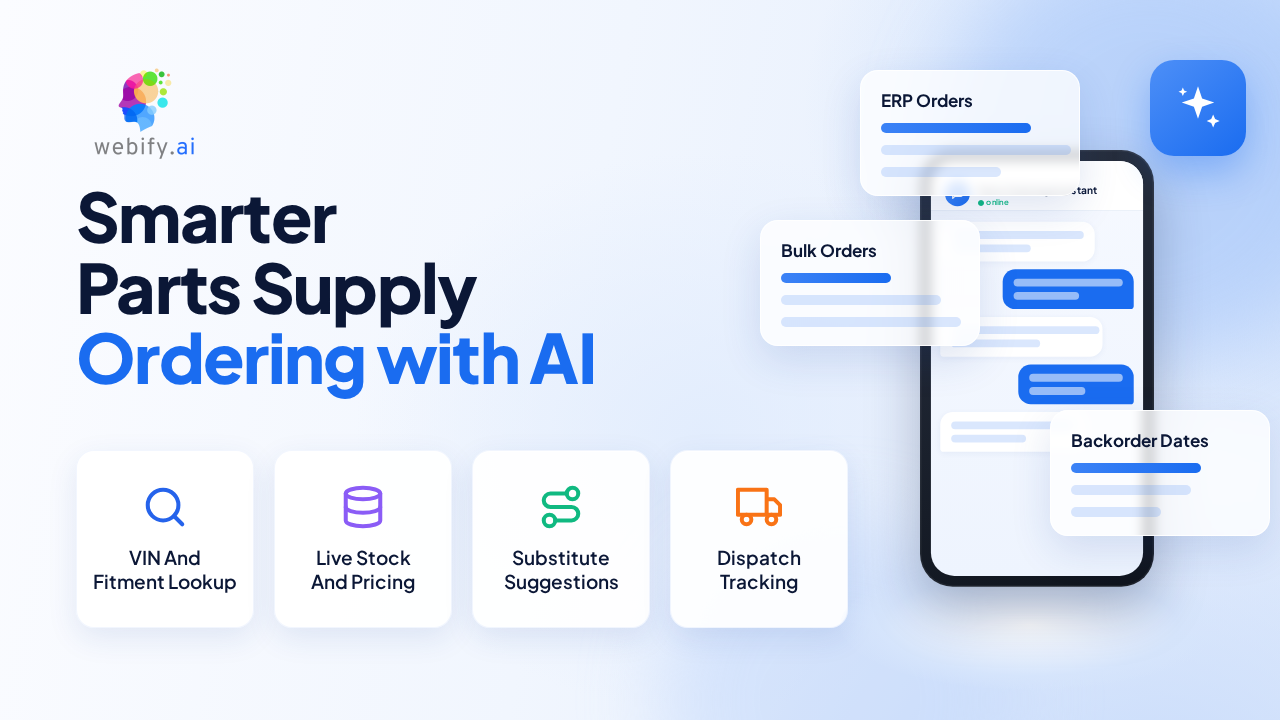 webify.ai
Smarter
Parts Supply
Ordering with AI
VIN And
Fitment Lookup
Live Stock
And Pricing
Substitute
Suggestions
Dispatch
Tracking
ERP Orders
online
Bulk Orders
Backorder Dates